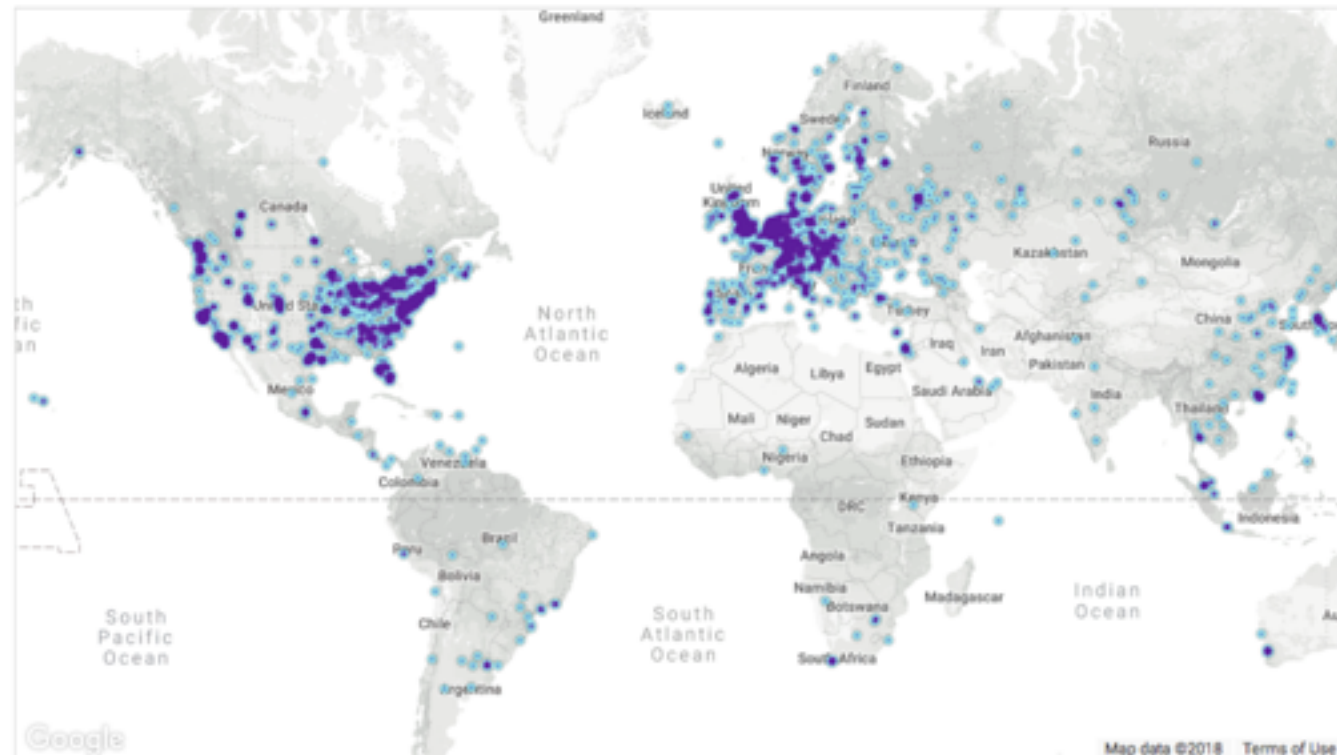 Greenland
Finland
Iceland
Sweden
Russia
Norway
United
Kingdom
Canada
Kazakhstan
Mongolia
United Sta
North
Atlantic
Ocean
Turkey
China
South
Afghanistan
Iraq
Iran
Pakistan
Algeria
Libya
Egypt
Saudi Arabia
India
Mexico
Thailand
Mali
Niger
Chad
Sudan
Nigeria
Ethiopia
Venezuela
Colombia
DRC
Kenya
Tanzania
Indonesia
Peru
Brazil
Angola
Bolivia
Namibia
Botswana
Madagascar
Indian
Ocean
South
Pacific
Ocean
Chile
South
Atlantic
Ocean
South Africa
Argentina
Google
Map data ©2018 Terms of Use